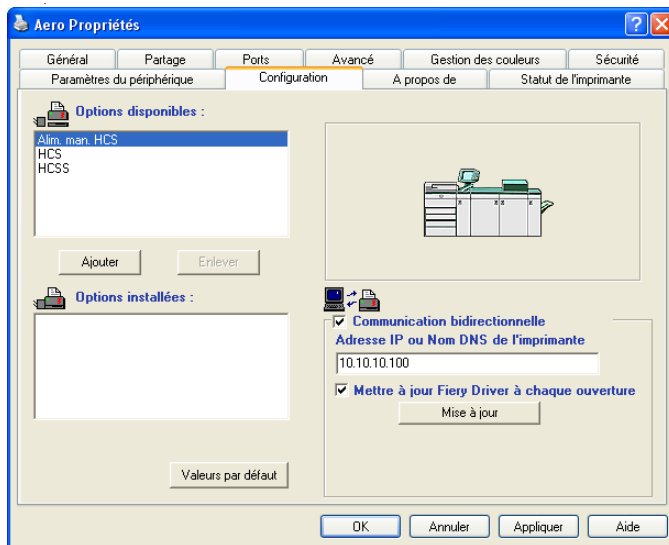 Aero Propriétés
Général Partage Ports Avancé Gestion des couleurs Sécurité
Paramètres du périphérique Configuration A propos de Statut de l'imprimante
Options disponibles :
Alim. man. HCS
HCS
HCSS
Ajouter Enlever
Options installées :
Communication bidirectionnelle
Adresse IP ou Nom DNS de l'imprimante
10.10.10.100
Mettre à jour Fiery Driver à chaque ouverture
Mise à jour
Valeurs par défaut
OK Annuler Appliquer Aide